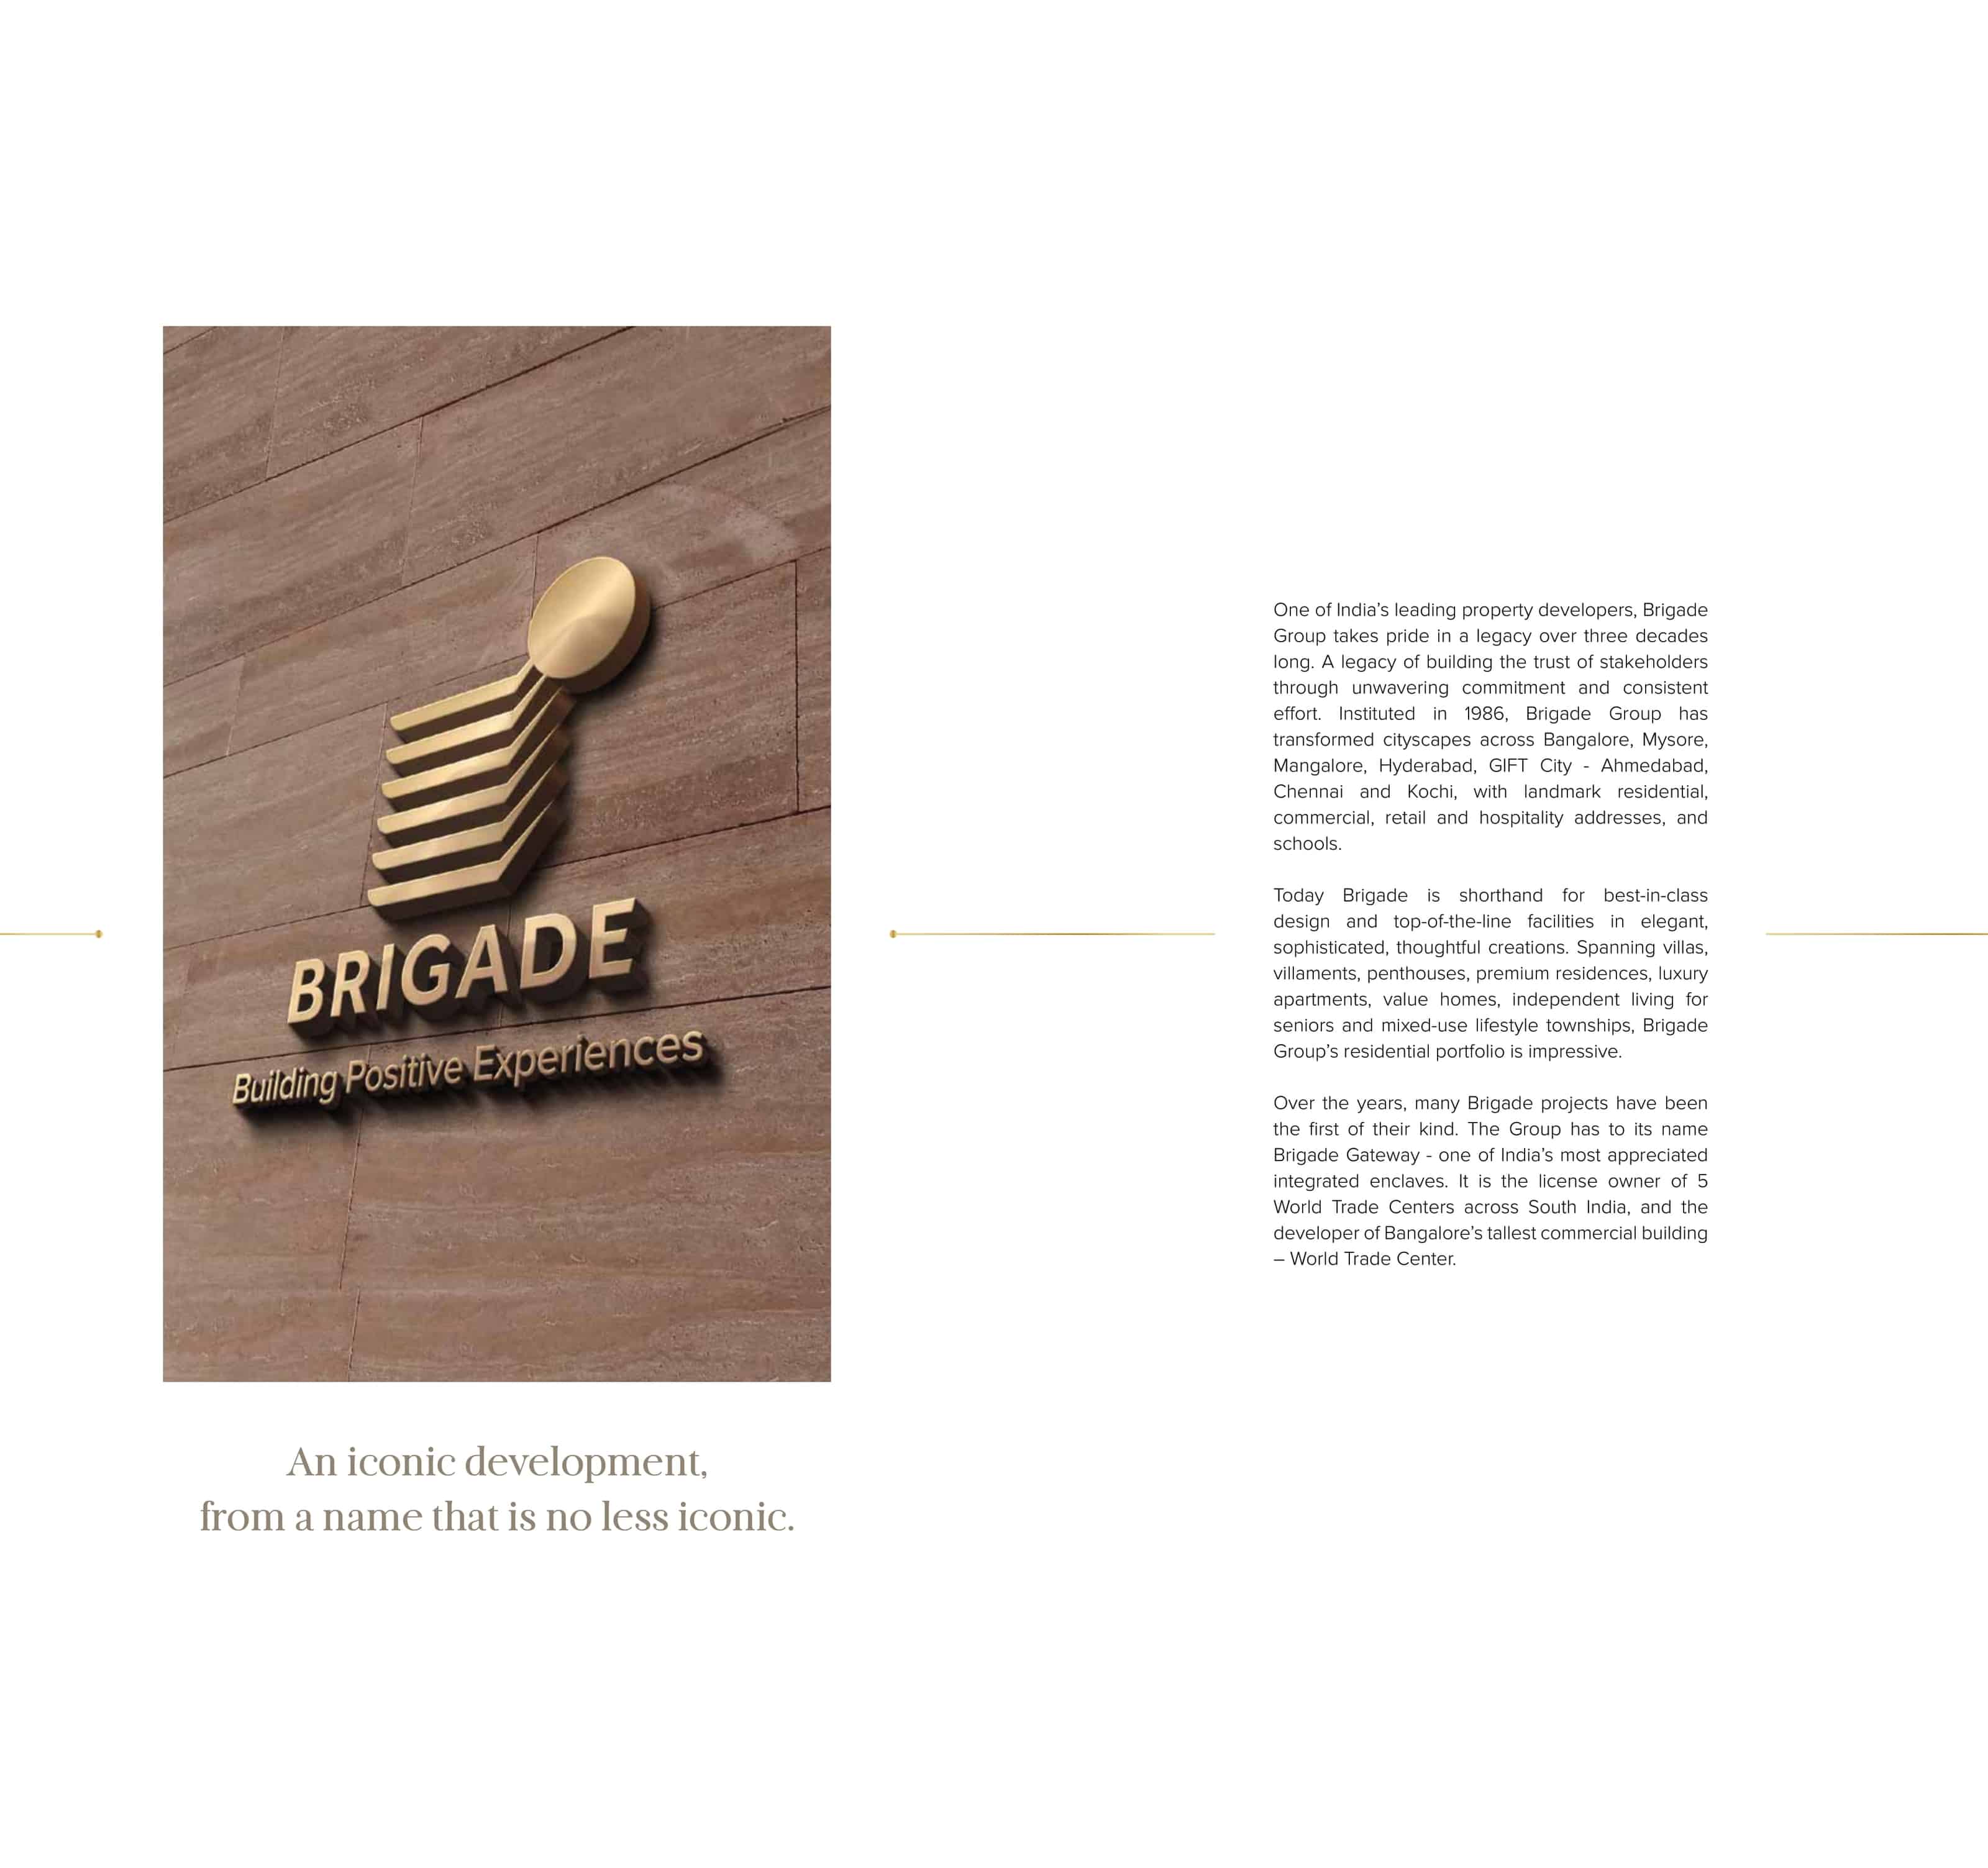 BRIGADE
Building Positive Experiences
An iconic development,
from a name that is no less iconic.
One of India’s leading property developers, Brigade
Group takes pride in a legacy over three decades
long. A legacy of building the trust of stakeholders
through unwavering commitment and consistent
effort. Instituted in 1986, Brigade Group has
transformed cityscapes across Bangalore, Mysore,
Mangalore, Hyderabad, GIFT City - Ahmedabad,
Chennai and Kochi, with landmark residential,
commercial, retail and hospitality addresses, and
schools.
Today Brigade is shorthand for best-in-class
design and top-of-the-line facilities in elegant,
sophisticated, thoughtful creations. Spanning villas,
villaments, penthouses, premium residences, luxury
apartments, value homes, independent living for
seniors and mixed-use lifestyle townships, Brigade
Group’s residential portfolio is impressive.
Over the years, many Brigade projects have been
the first of their kind. The Group has to its name
Brigade Gateway - one of India’s most appreciated
integrated enclaves. It is the license owner of 5
World Trade Centers across South India, and the
developer of Bangalore’s tallest commercial building
– World Trade Center.